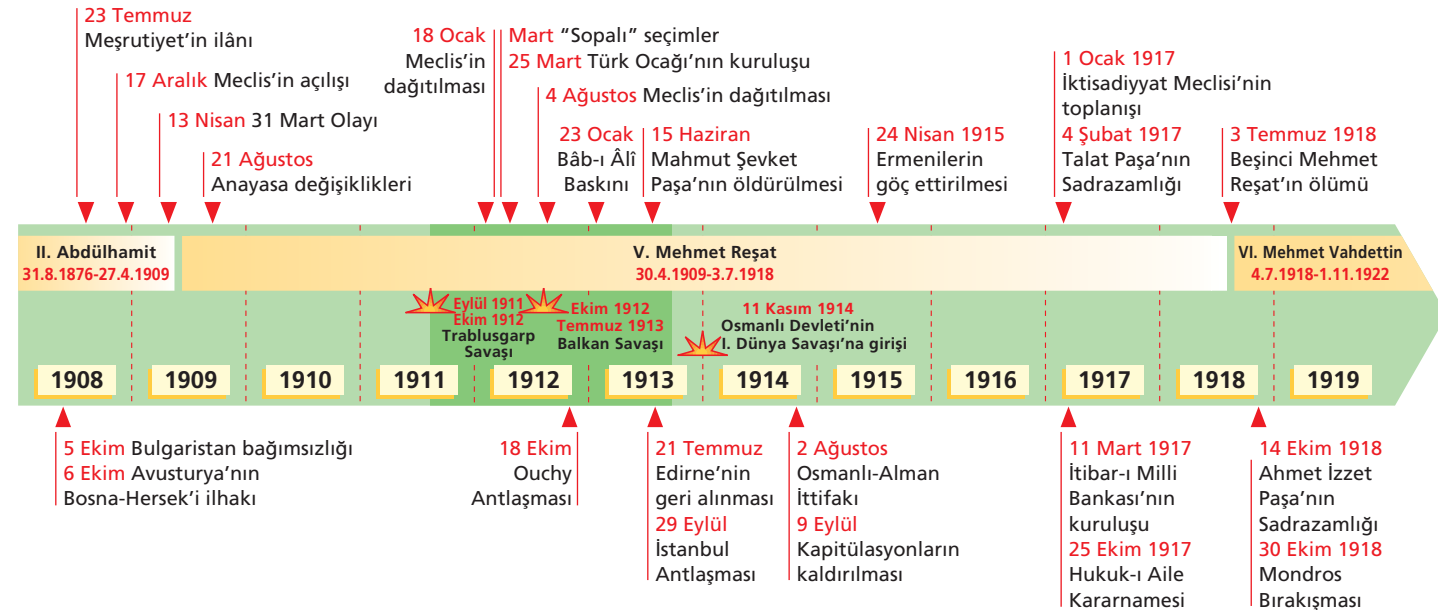 23 Temmuz
Meşrutiyet’in ilânı
17 Aralık Meclis’in açılışı
13 Nisan 31 Mart Olayı
21 Ağustos
Anayasa değişiklikleri
18 Ocak
Meclis’in
dağıtılması
Mart “Sopalı” seçimler
25 Mart Türk Ocağı’nın kuruluşu
4 Ağustos Meclis’in dağıtılması
23 Ocak
Bâb-ı Âlî
Baskını
15 Haziran
Mahmut Şevket
Paşa’nın öldürülmesi
24 Nisan 1915
Ermenilerin
göç ettirilmesi
1 Ocak 1917
İktisadiyyat Meclisi’nin
toplanışı
4 Şubat 1917
Talat Paşa’nın
Sadrazamlığı
3 Temmuz 1918
Beşinci Mehmet
Reşat’ın ölümü
II. Abdülhamit
31.8.1876-27.4.1909
V. Mehmet Reşat
30.4.1909-3.7.1918
VI. Mehmet Vahdettin
4.7.1918-1.11.1922
Eylül 1911
Ekim 1912
Trablusgarp
Savaşı
Ekim 1912
Temmuz 1913
Balkan Savaşı
11 Kasım 1914
Osmanlı Devleti’nin
I. Dünya Savaşı’na girişi
1908
1909
1910
1911
1912
1913
1914
1915
1916
1917
1918
1919
5 Ekim Bulgaristan bağımsızlığı
6 Ekim Avusturya’nın
Bosna-Hersek’i ilhakı
18 Ekim
Ouchy
Antlaşması
21 Temmuz
Edirne’nin
geri alınması
29 Eylül
İstanbul
Antlaşması
2 Ağustos
Osmanlı-Alman
İttifakı
9 Eylül
Kapitülasyonların
kaldırılması
11 Mart 1917
İtibar-ı Milli
Bankası’nın
kuruluşu
25 Ekim 1917
Hukuk-ı Aile
Kararnamesi
14 Ekim 1918
Ahmet İzzet
Paşa’nın
Sadrazamlığı
30 Ekim 1918
Mondros
Bırakışması